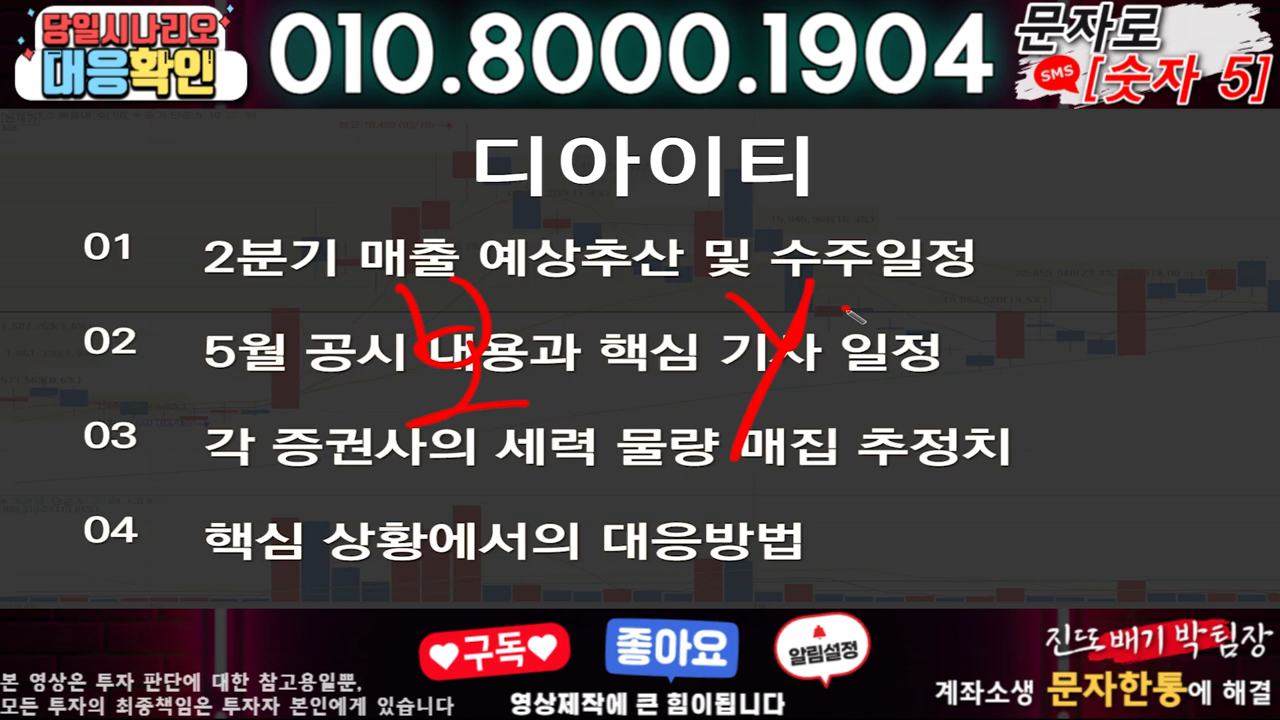 당일시나리오
대응확인
010.8000.1904
문자로
SMS [숫자 5]
디아이티
01 2분기 매출 예상추산 및 수주일정
02 5월 공시 내용과 핵심 기사 일정
03 각 증권사의 세력 물량 매집 추정치
04 핵심 상황에서의 대응방법
구독
좋아요
알림설정
영상제작에 큰 힘이됩니다
본 영상은 투자 판단에 대한 참고용일뿐,
모든 투자의 최종책임은 투자자 본인에게 있습니다
진또배기 박팀장
계좌소생 문자한통에 해결